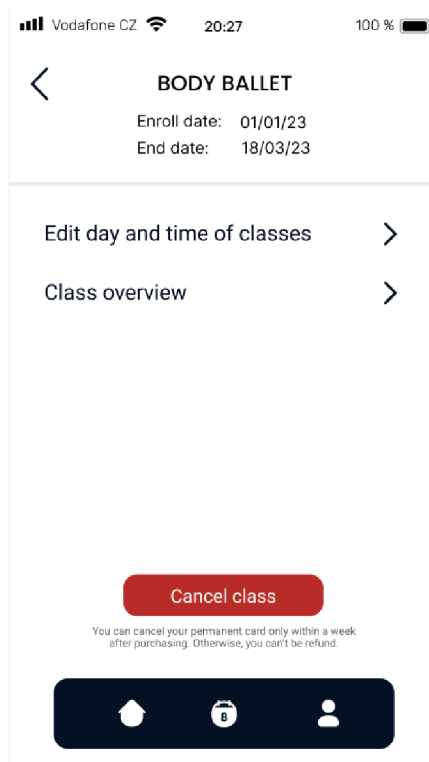 Vodafone CZ 20:27 100 %
BODY BALLET
Enroll date: 01/01/23
End date: 18/03/23
Edit day and time of classes
Class overview
Cancel class
You can cancel your permanent card only within a week
after purchasing. Otherwise, you can't be refund.
8